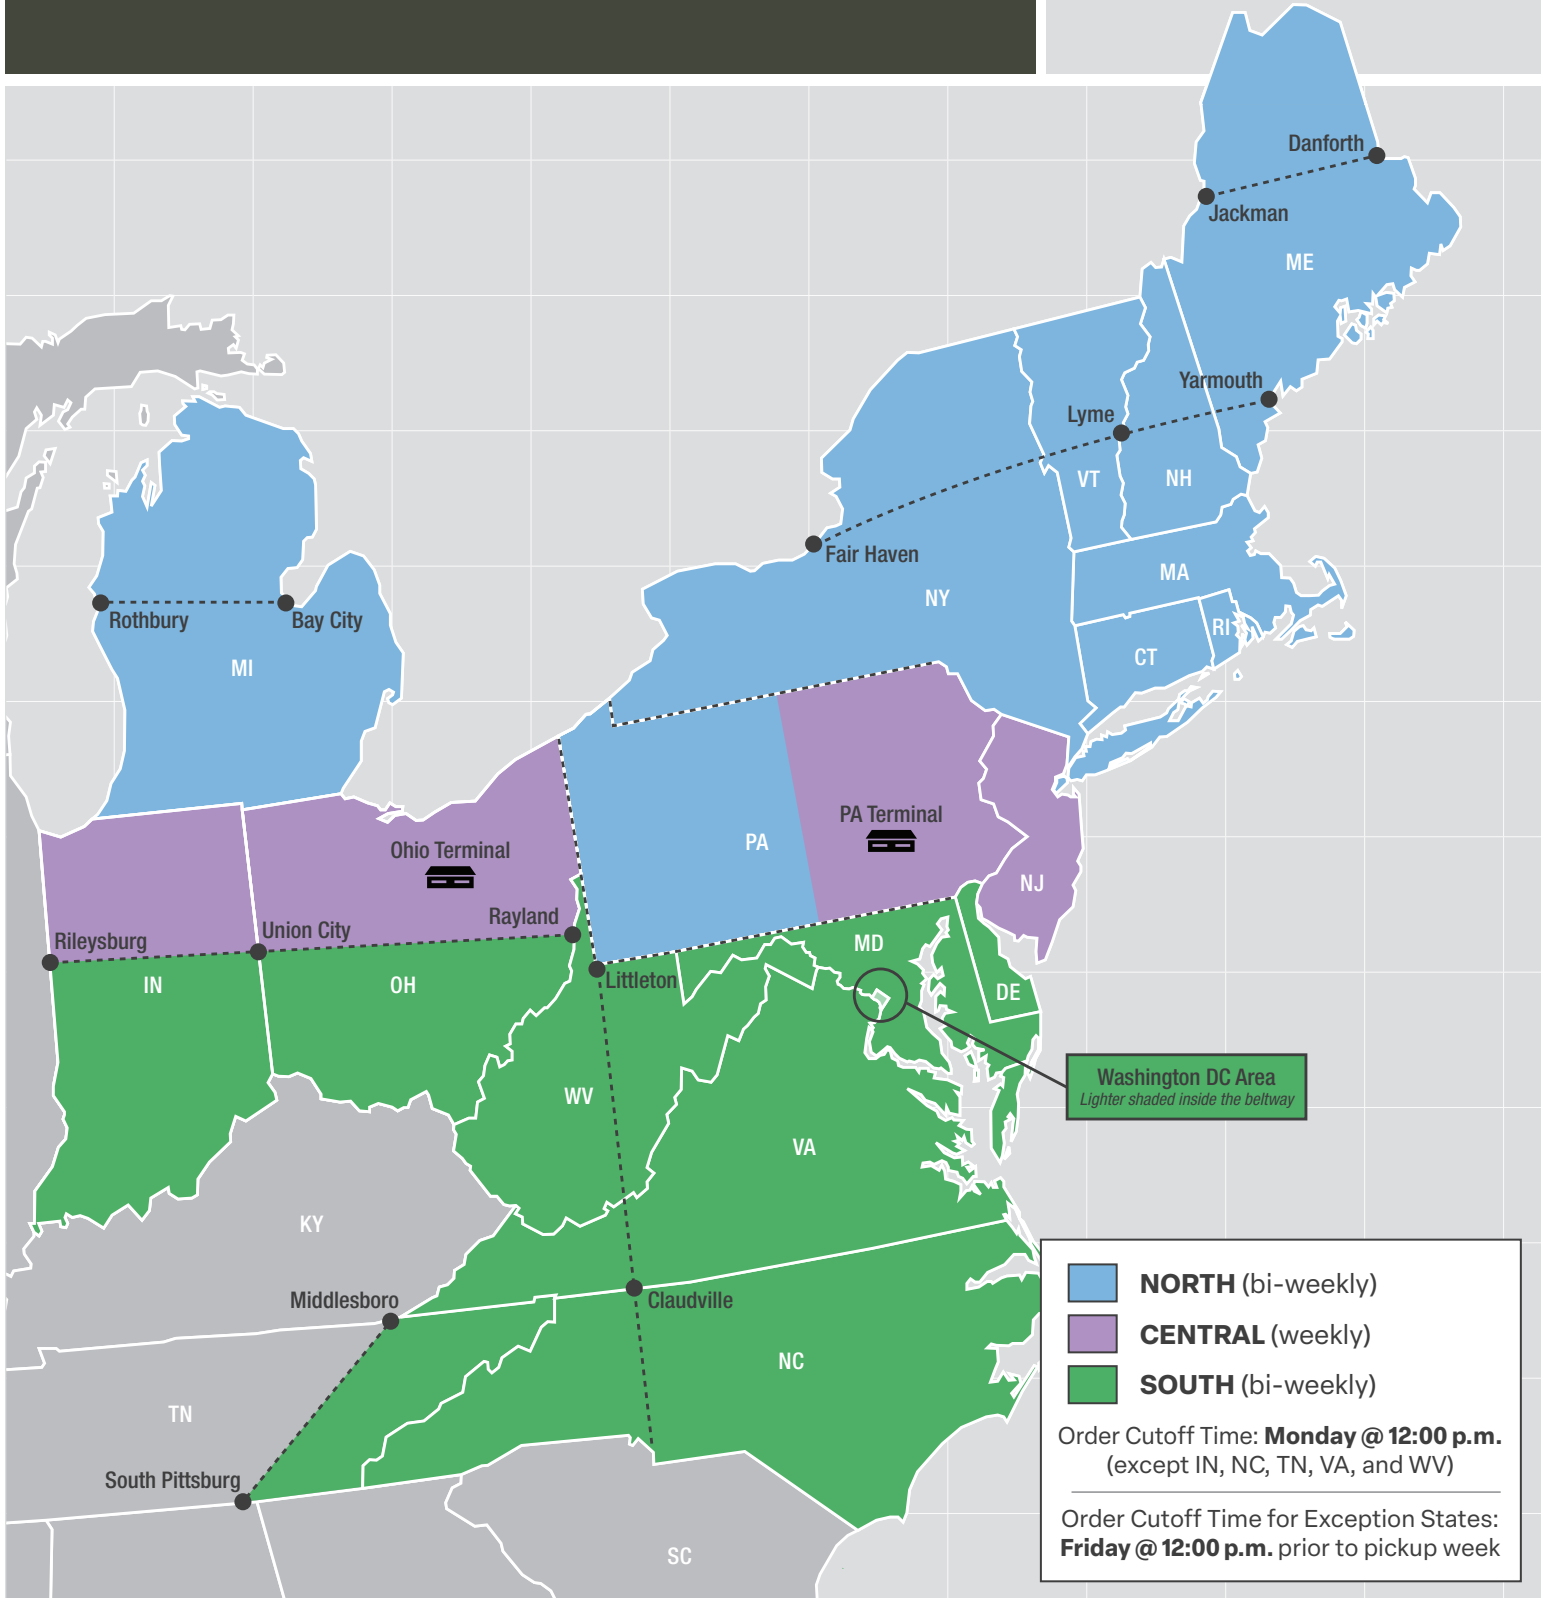 Danforth
Jackman
ME
Yarmouth
Lyme
VT
NH
Fair Haven
MA
NY
RI
CT
Rothbury
Bay City
MI
PA Terminal
PA
Ohio Terminal
NJ
Rayland
Union City
Rileysburg
MD
Littleton
IN
OH
DE
Washington DC Area
Lighter shaded inside the beltway
WV
VA
KY
Middlesboro
Claudville
NC
TN
South Pittsburg
SC
NORTH (bi-weekly)
CENTRAL (weekly)
SOUTH (bi-weekly)
Order Cutoff Time: Monday @ 12:00 p.m.
(except IN, NC, TN, VA, and WV)
Order Cutoff Time for Exception States:
Friday @ 12:00 p.m. prior to pickup week